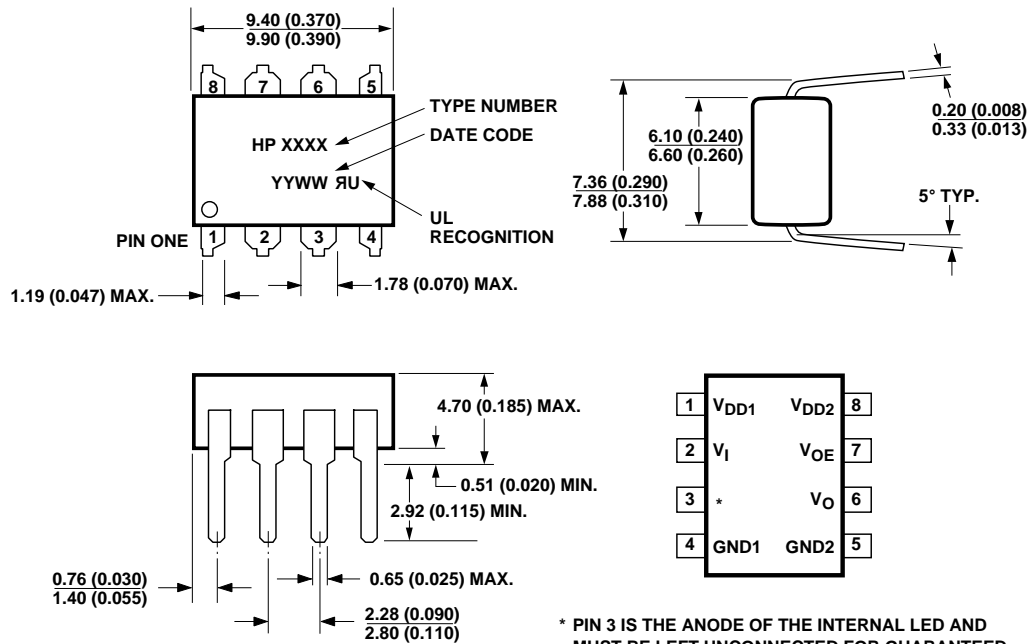 9.40 (0.370)
9.90 (0.390)
8 7 6 5
TYPE NUMBER
HP XXXX
DATE CODE
YYWW ЯU
UL
RECOGNITION
PIN ONE
1 2 3 4
1.19 (0.047) MAX.
1.78 (0.070) MAX.
0.20 (0.008)
0.33 (0.013)
6.10 (0.240)
6.60 (0.260)
7.36 (0.290)
7.88 (0.310)
5° TYP.
4.70 (0.185) MAX.
0.51 (0.020) MIN.
2.92 (0.115) MIN.
0.76 (0.030)
1.40 (0.055)
0.65 (0.025) MAX.
2.28 (0.090)
2.80 (0.110)
1 VDD1 VDD2 8
2 VI VOE 7
3 * VO 6
4 GND1 GND2 5
* PIN 3 IS THE ANODE OF THE INTERNAL LED AND
MUST BE LEFT UNCONNECTED FOR GUARANTEED